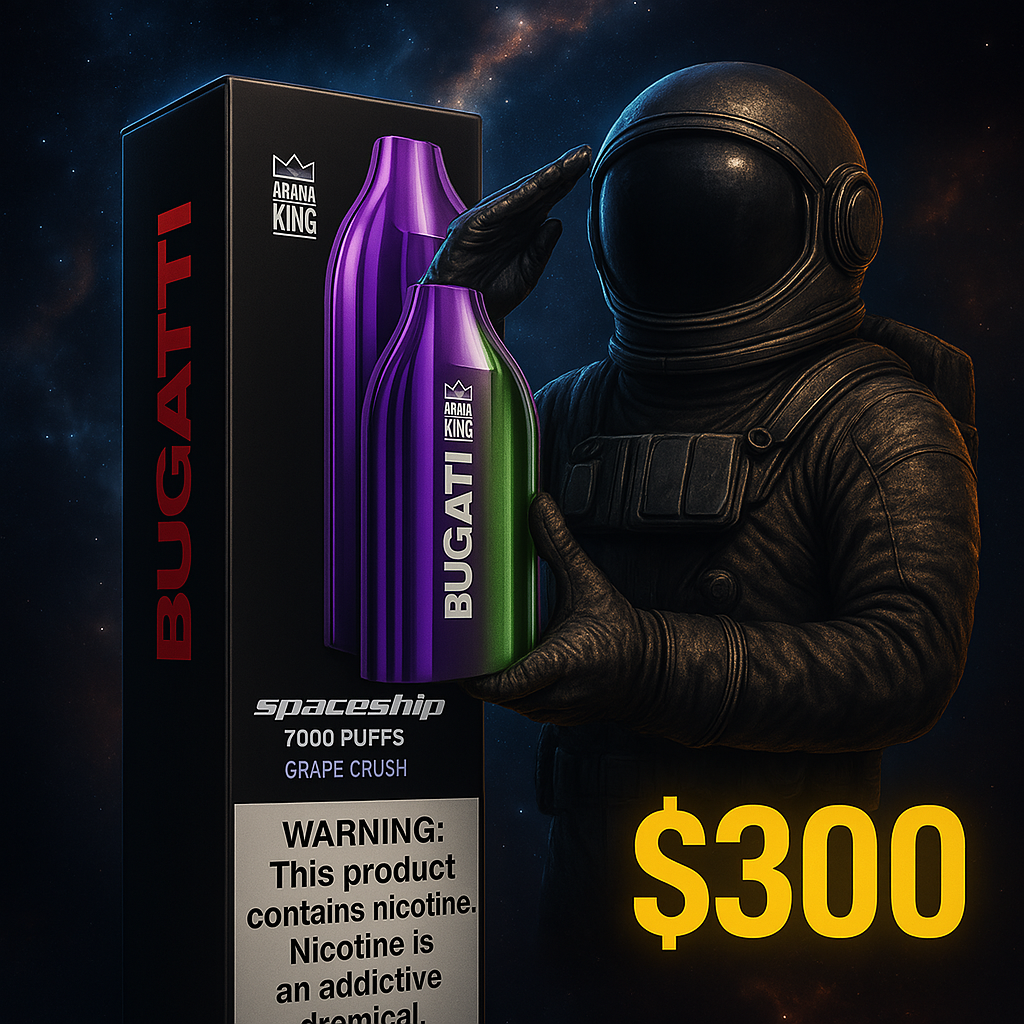 BUGATTI
ARANA
KING
ARAIA
KING
BUGATI
spaceship
7000 PUFFS
GRAPE CRUSH
WARNING:
This product
contains nicotine.
Nicotine is
an addictive
dremical.
$300